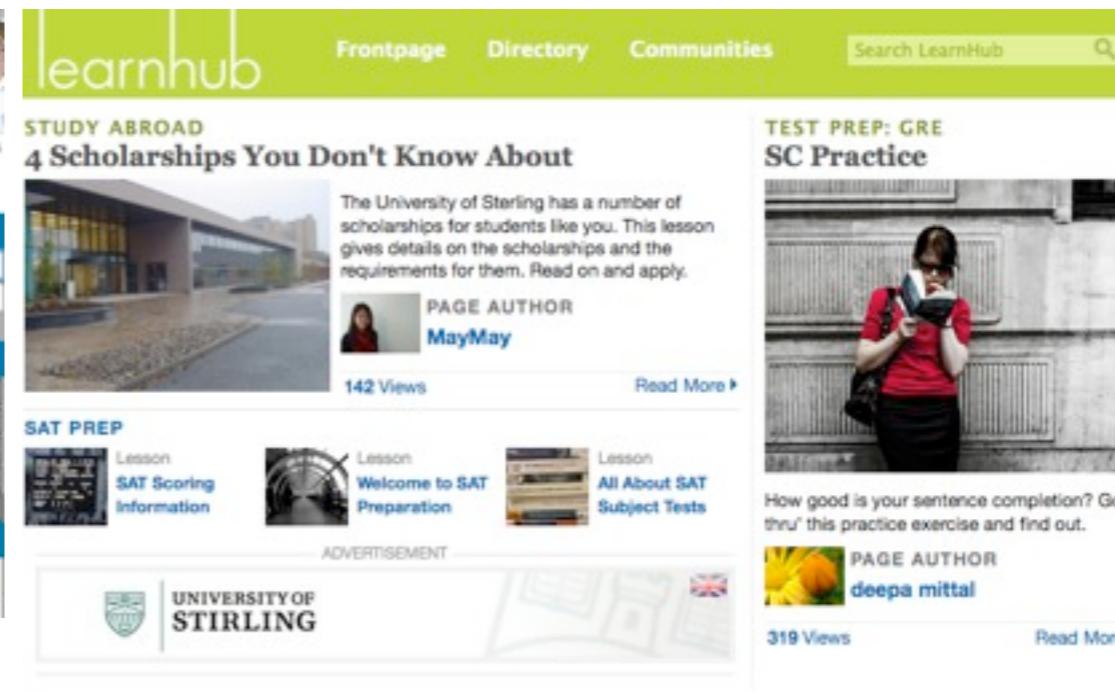 learnhub
Frontpage Directory Communities
Search LearnHub
STUDY ABROAD
4 Scholarships You Don't Know About
The University of Sterling has a number of
scholarships for students like you. This lesson
gives details on the scholarships and the
requirements for them. Read on and apply.
PAGE AUTHOR
MayMay
142 Views
Read More
SAT PREP
Lesson
SAT Scoring
Information
Lesson
Welcome to SAT
Preparation
Lesson
All About SAT
Subject Tests
ADVERTISEMENT
UNIVERSITY OF
STIRLING
TEST PREP: GRE
SC Practice
How good is your sentence completion? G
thru' this practice exercise and find out.
PAGE AUTHOR
deepa mittal
319 Views
Read Mor